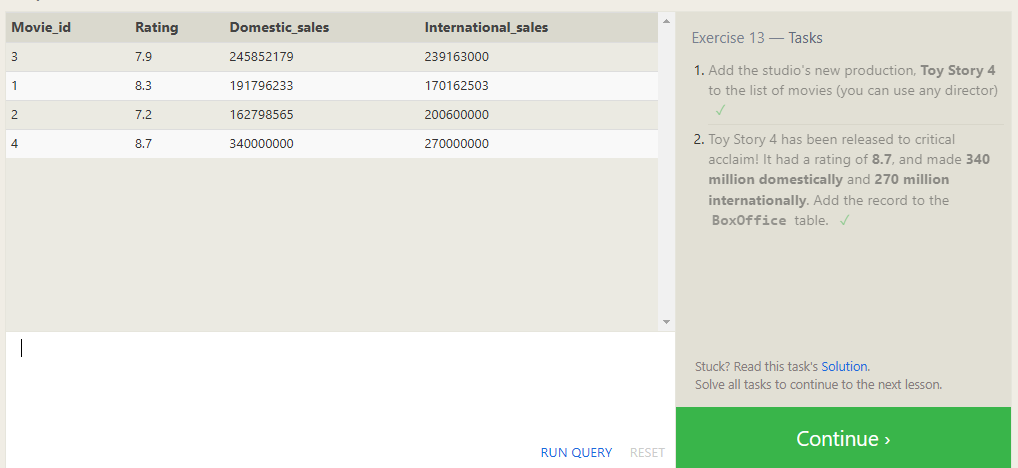 Movie_id Rating Domestic_sales International_sales
3 7.9 245852179 239163000
1 8.3 191796233 170162503
2 7.2 162798565 200600000
4 8.7 340000000 270000000
RUN QUERY RESET
Exercise 13 — Tasks
1. Add the studio's new production, Toy Story 4
to the list of movies (you can use any director)
✓
2. Toy Story 4 has been released to critical
acclaim! It had a rating of 8.7, and made 340
million domestically and 270 million
internationally. Add the record to the
BoxOffice table. ✓
Stuck? Read this task's Solution.
Solve all tasks to continue to the next lesson.
Continue ›